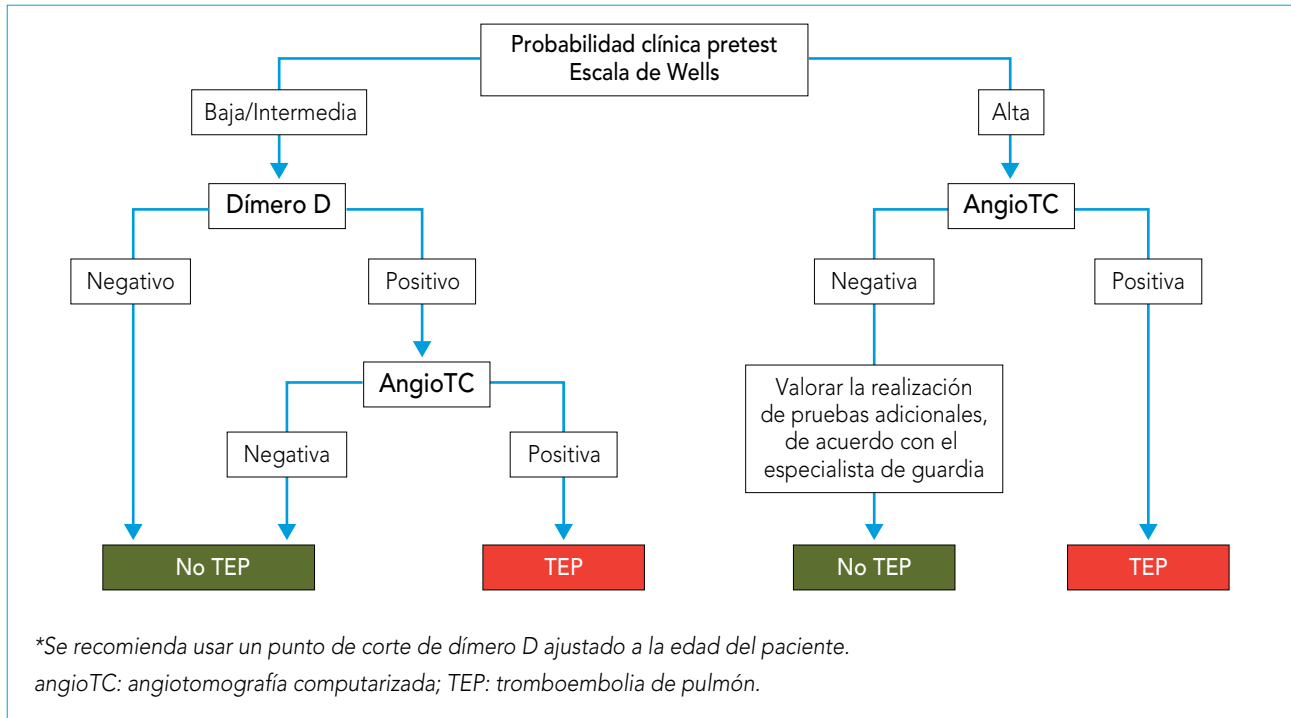 Probabilidad clínica pretest
Escala de Wells
Baja/Intermedia
Alta
Dímero D
AngioTC
Negativo
Positivo
Negativa
Positiva
AngioTC
Valorar la realización
de pruebas adicionales,
de acuerdo con el
especialista de guardia
Negativa
Positiva
No TEP
TEP
No TEP
TEP
*Se recomienda usar un punto de corte de dímero D ajustado a la edad del paciente.
angioTC: angiotomografía computarizada; TEP: tromboembolia de pulmón.